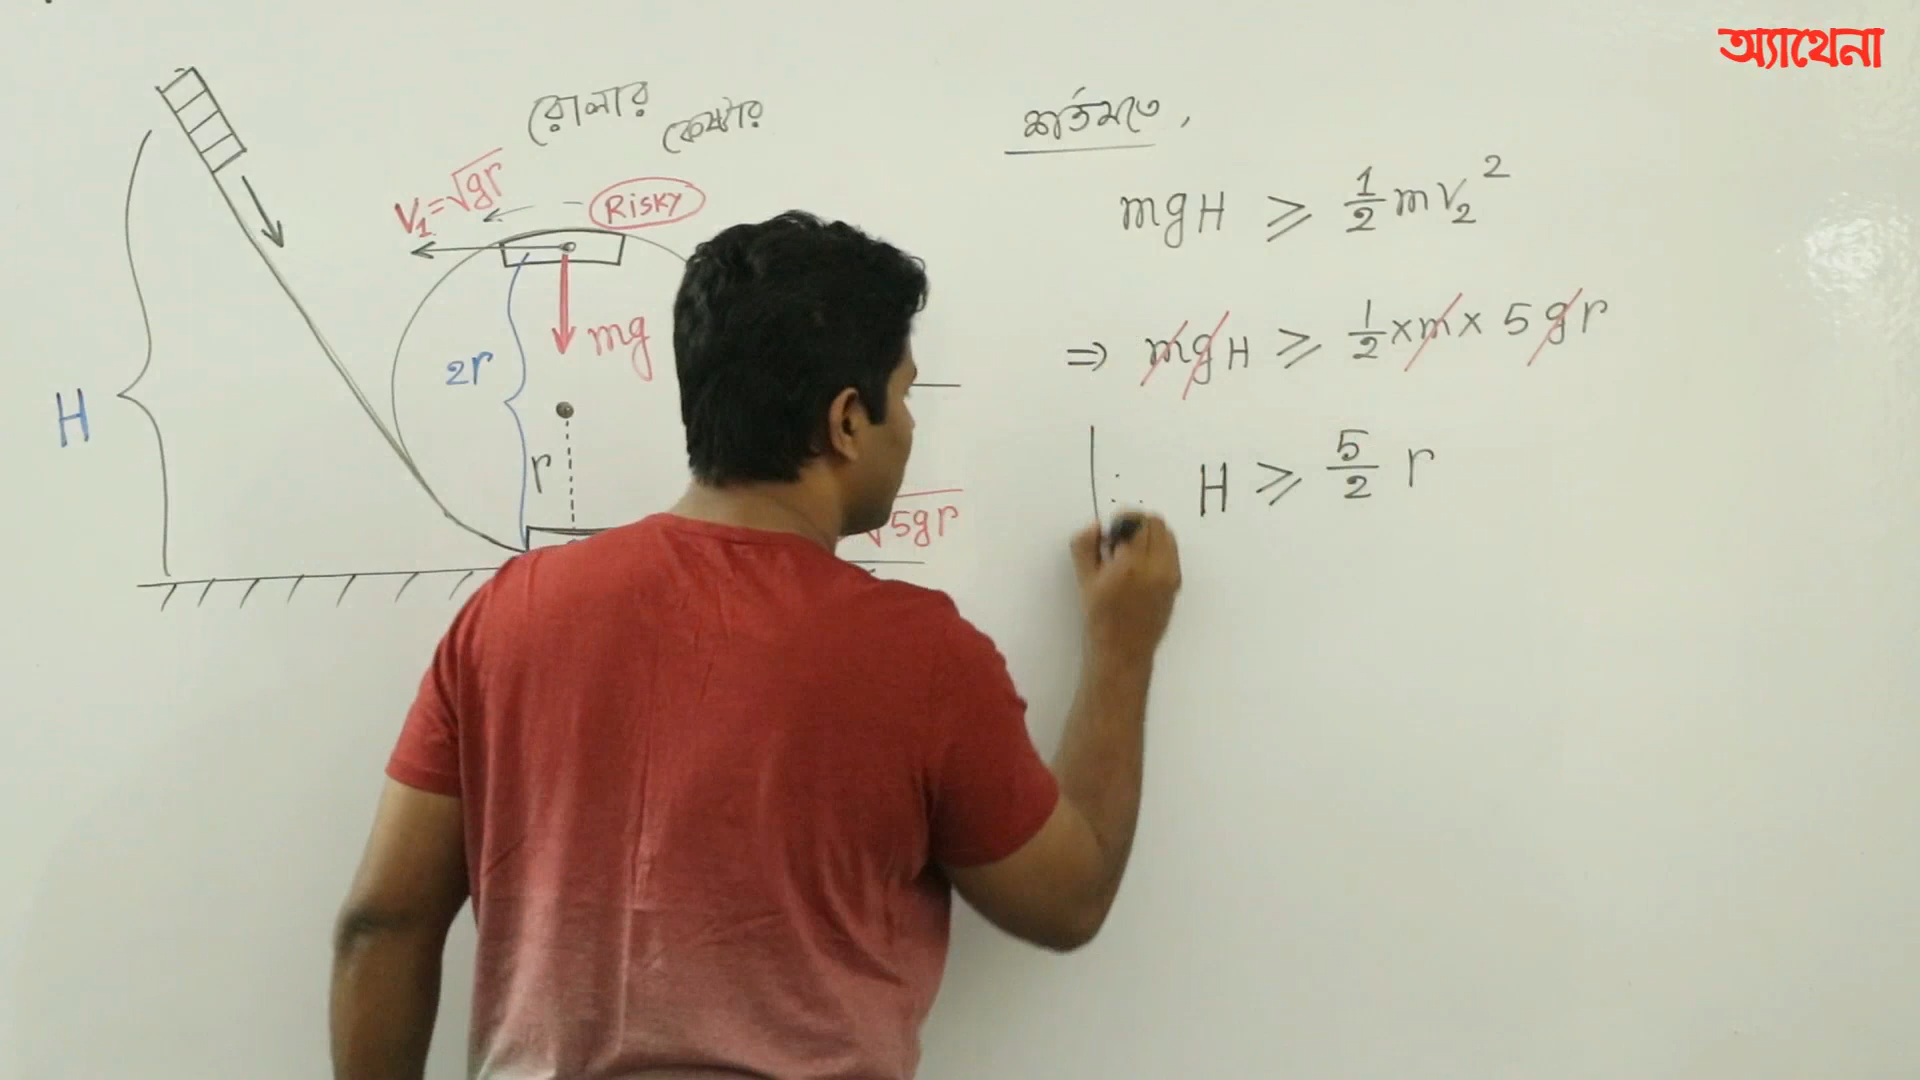 অ্যাথেনা
রোলার কোস্টার
V₁=√gr
Risky
mg
2r
H
r
√5gr
শর্তমতে,
mgH ⩾ 1/2 mv₂²
⇒ mgH ⩾ 1/2 × m × 5gr
∴ H ⩾ 5/2 r